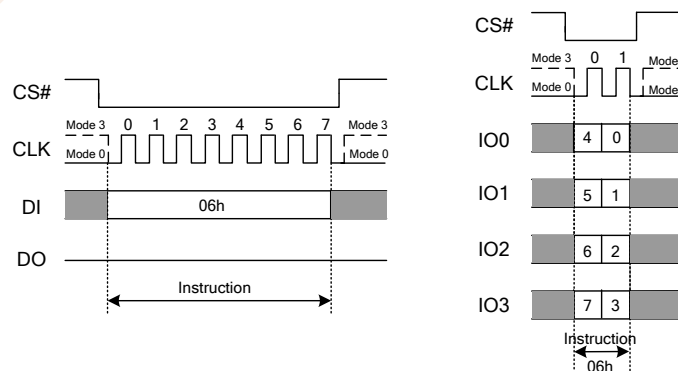 CS#
Mode 3 0 1 2 3 4 5 6 7 Mode 3
CLK
Mode 0 Mode 0
DI 06h
DO
Instruction
CS#
Mode 3 0 1 Mode
CLK
Mode 0 Mode
IO0 4 0
IO1 5 1
IO2 6 2
IO3 7 3
Instruction
06h